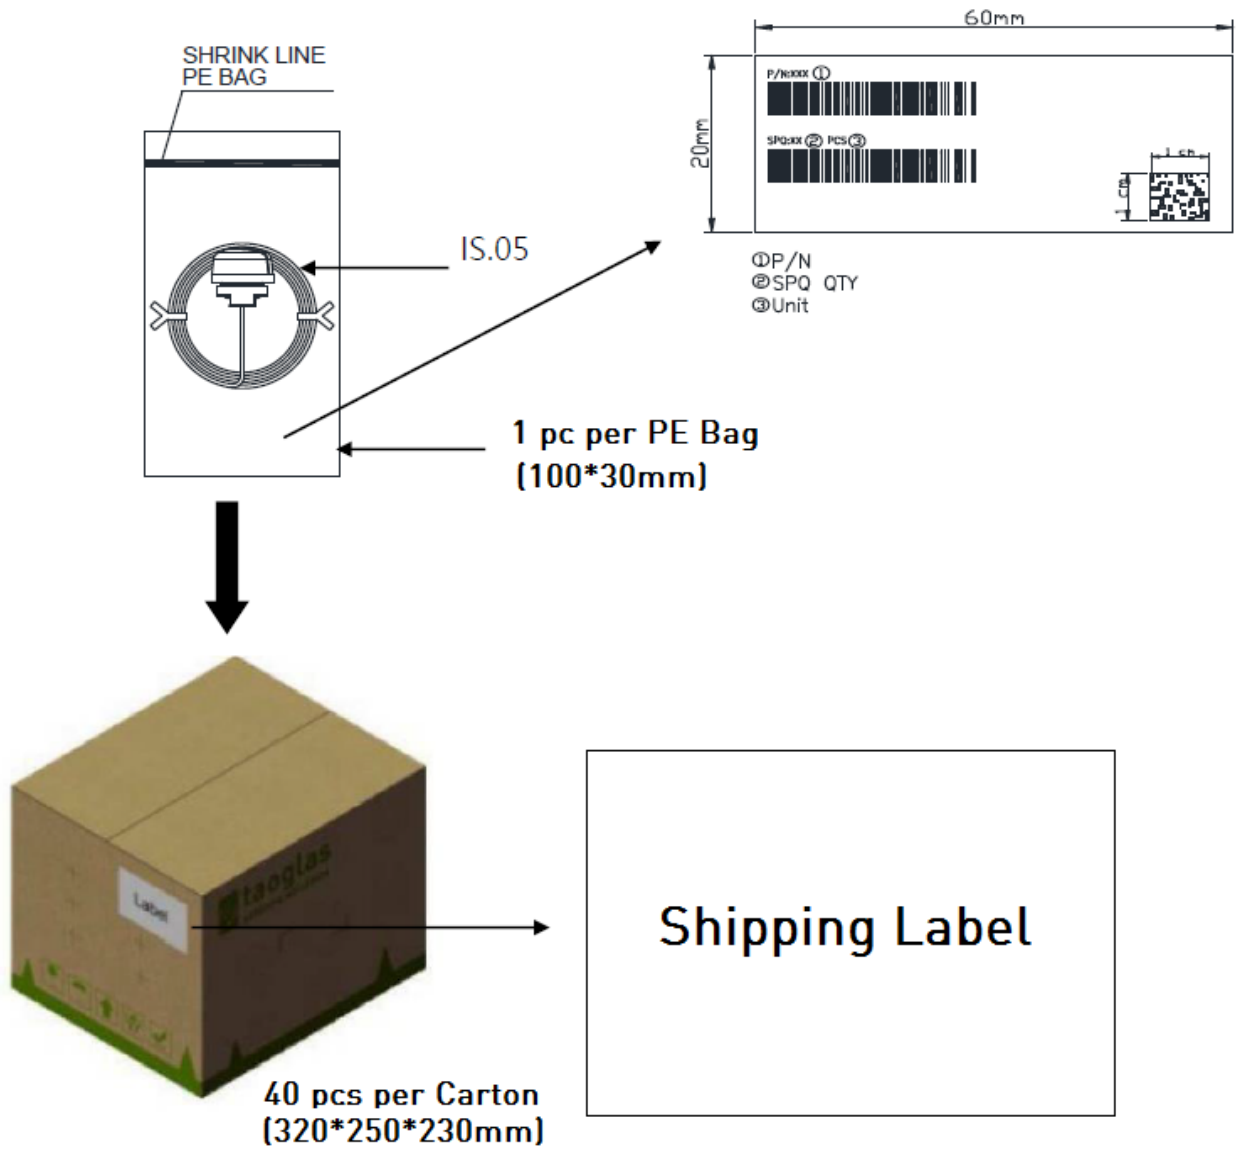 60mm
SHRINK LINE
PE BAG
P/N:XXX ①
SPQ:XX ② PCS ③
20mm
1 cm
1 cm
IS.05
①P/N
②SPQ QTY
③Unit
1 pc per PE Bag
(100*30mm)
taoglas
Label
Shipping Label
40 pcs per Carton
(320*250*230mm)